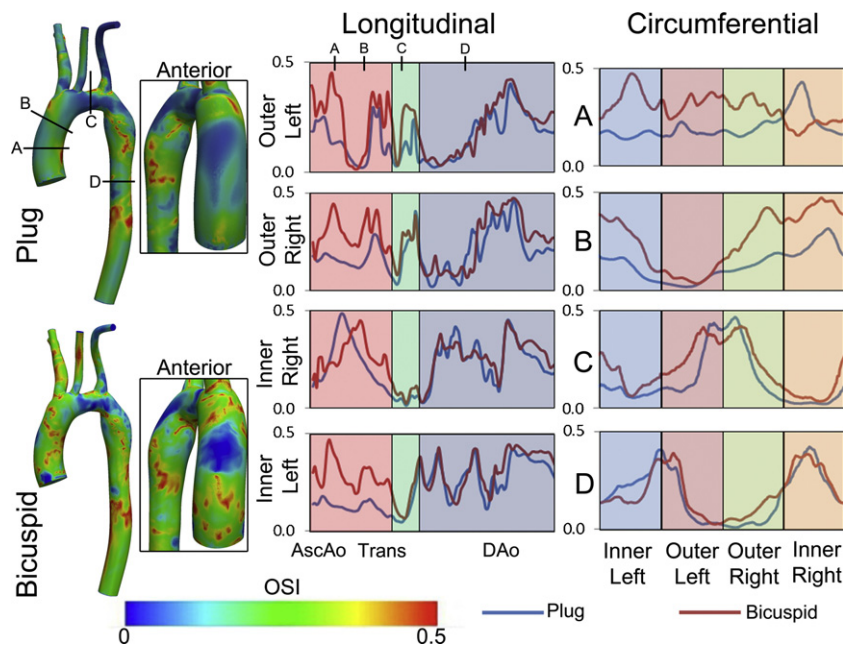 Longitudinal
Circumferential
A
B
C
D
Anterior
B
A
C
D
Plug
Outer
Left
0.5
0.0
Outer
Right
0.5
0.0
Inner
Right
0.5
0.0
Inner
Left
0.5
0.0
AscAo Trans DAo
A
0.5
0.0
B
0.5
0.0
C
0.5
0.0
D
0.5
0.0
Inner
Left
Outer
Left
Outer
Right
Inner
Right
Anterior
Bicuspid
OSI
0 0.5
Plug
Bicuspid